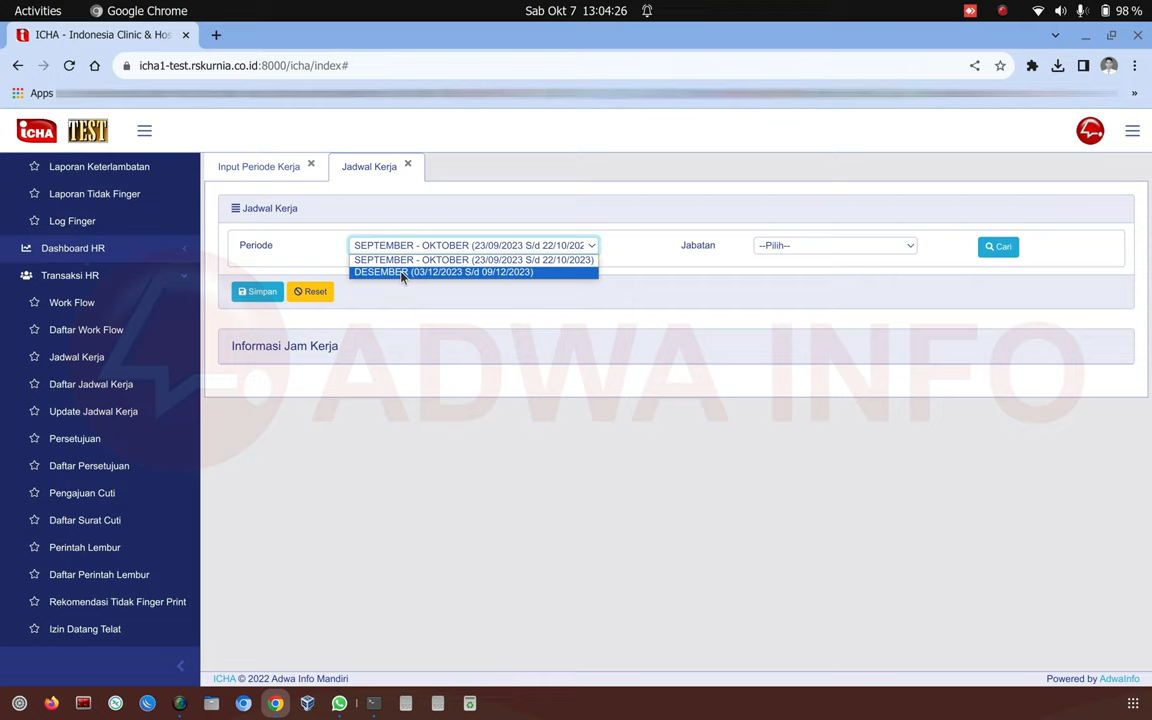 Activities Google Chrome Sab Okt 7 13:04:26 98 %
ICHA - Indonesia Clinic & Hos
icha1-test.rskurnia.co.id:8000/icha/index#
Apps »
iCHA TEST
Laporan Keterlambatan
Laporan Tidak Finger
Log Finger
Dashboard HR
Transaksi HR
Work Flow
Daftar Work Flow
Jadwal Kerja
Daftar Jadwal Kerja
Update Jadwal Kerja
Persetujuan
Daftar Persetujuan
Pengajuan Cuti
Daftar Surat Cuti
Perintah Lembur
Daftar Perintah Lembur
Rekomendasi Tidak Finger Print
Izin Datang Telat
Input Periode Kerja Jadwal Kerja
Jadwal Kerja
Periode SEPTEMBER - OKTOBER (23/09/2023 S/d 22/10/202 Jabatan --Pilih-- Cari
SEPTEMBER - OKTOBER (23/09/2023 S/d 22/10/2023)
DESEMBER (03/12/2023 S/d 09/12/2023)
Simpan Reset
Informasi Jam Kerja
ADWA INFO
ICHA © 2022 Adwa Info Mandiri Powered by AdwaInfo